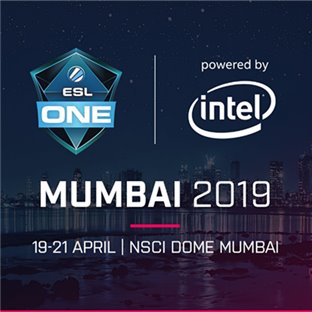 ESL
ONE
powered by
intel
MUMBAI 2019
19-21 APRIL | NSCI DOME MUMBAI